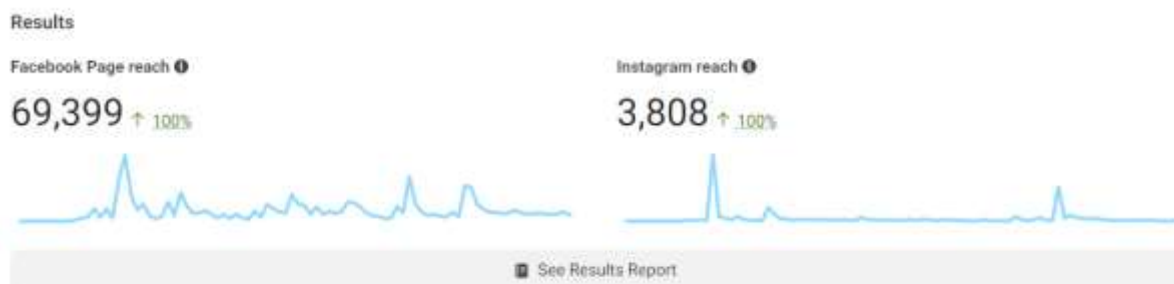 Results
Facebook Page reach
69,399 ↑ 100%
Instagram reach
3,808 ↑ 100%
See Results Report